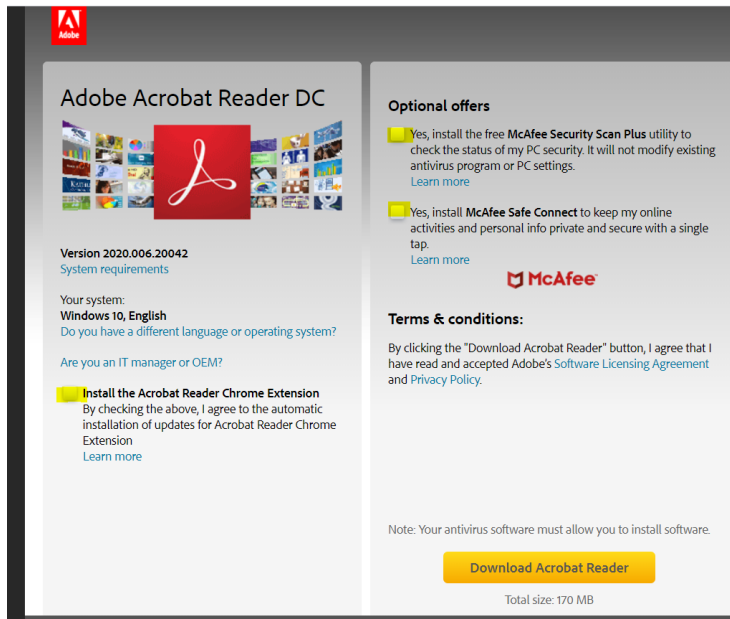 Adobe
Adobe Acrobat Reader DC
Version 2020.006.20042
System requirements
Your system:
Windows 10, English
Do you have a different language or operating system?
Are you an IT manager or OEM?
Install the Acrobat Reader Chrome Extension
By checking the above, I agree to the automatic
installation of updates for Acrobat Reader Chrome
Extension
Learn more
Optional offers
Yes, install the free McAfee Security Scan Plus utility to
check the status of my PC security. It will not modify existing
antivirus program or PC settings.
Learn more
Yes, install McAfee Safe Connect to keep my online
activities and personal info private and secure with a single
tap.
Learn more
McAfee
Terms & conditions:
By clicking the "Download Acrobat Reader" button, I agree that I
have read and accepted Adobe's Software Licensing Agreement
and Privacy Policy.
Note: Your antivirus software must allow you to install software.
Download Acrobat Reader
Total size: 170 MB